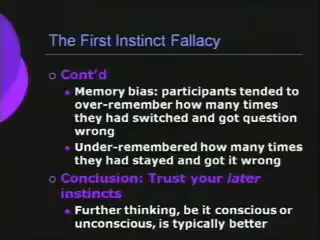 The First Instinct Fallacy
Cont'd
Memory bias: participants tended to
over-remember how many times
they had switched and got question
wrong
Under-remembered how many times
they had stayed and got it wrong
Conclusion: Trust your later
instincts
Further thinking, be it conscious or
unconscious, is typically better